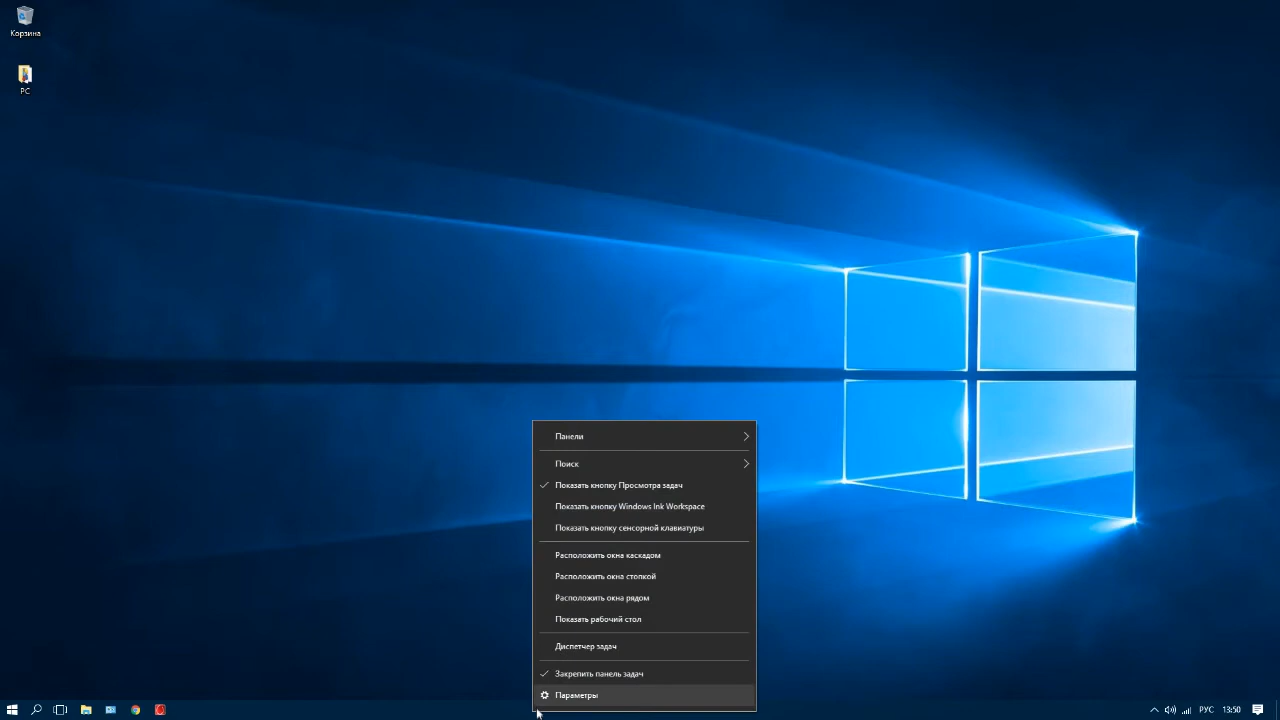 Корзина
PC
Панели
Поиск
Показать кнопку Просмотра задач
Показать кнопку Windows Ink Workspace
Показать кнопку сенсорной клавиатуры
Расположить окна каскадом
Расположить окна стопкой
Расположить окна рядом
Показать рабочий стол
Диспетчер задач
Закрепить панель задач
Параметры
РУС 13:50